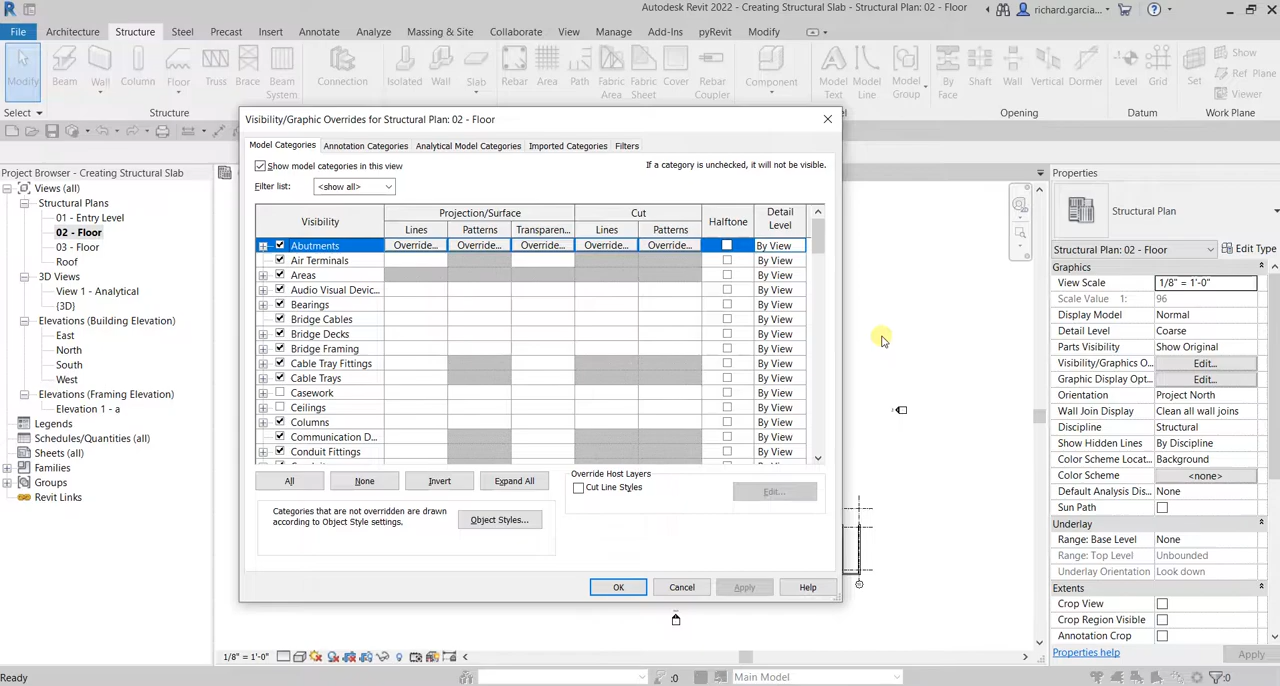 Autodesk Revit 2022 - Creating Structural Slab - Structural Plan: 02 - Floor
richard.garcia...
File Architecture Structure Steel Precast Insert Annotate Analyze Massing & Site Collaborate View Manage Add-Ins pyRevit Modify
Modify Beam Wall Column Floor Truss Brace Beam System Connection Isolated Wall Slab Rebar Area Path Fabric Area Fabric Sheet Cover Rebar Coupler Component Model Text Model Line Model Group By Face Shaft Wall Vertical Dormer Level Grid Set Show Ref Plane Viewer
Select Structure Opening Datum Work Plane
Project Browser - Creating Structural Slab
Views (all)
Structural Plans
01 - Entry Level
02 - Floor
03 - Floor
Roof
3D Views
View 1 - Analytical
{3D}
Elevations (Building Elevation)
East
North
South
West
Elevations (Framing Elevation)
Elevation 1 - a
Legends
Schedules/Quantities (all)
Sheets (all)
Families
Groups
Revit Links
Visibility/Graphic Overrides for Structural Plan: 02 - Floor
Model Categories Annotation Categories Analytical Model Categories Imported Categories Filters
Show model categories in this view
If a category is unchecked, it will not be visible.
Filter list: <show all>
Visibility Projection/Surface Cut Halftone Detail Level
Lines Patterns Transparen... Lines Patterns
Abutments Override... Override... Override... Override... Override... By View
Air Terminals By View
Areas By View
Audio Visual Devic... By View
Bearings By View
Bridge Cables By View
Bridge Decks By View
Bridge Framing By View
Cable Tray Fittings By View
Cable Trays By View
Casework By View
Ceilings By View
Columns By View
Communication D... By View
Conduit Fittings By View
All None Invert Expand All
Override Host Layers
Cut Line Styles Edit...
Categories that are not overridden are drawn
according to Object Style settings.
Object Styles...
OK Cancel Apply Help
Properties
Structural Plan
Structural Plan: 02 - Floor Edit Type
Graphics
View Scale 1/8" = 1'-0"
Scale Value 1: 96
Display Model Normal
Detail Level Coarse
Parts Visibility Show Original
Visibility/Graphics O... Edit...
Graphic Display Opt... Edit...
Orientation Project North
Wall Join Display Clean all wall joins
Discipline Structural
Show Hidden Lines By Discipline
Color Scheme Locat... Background
Color Scheme <none>
Default Analysis Dis... None
Sun Path
Underlay
Range: Base Level None
Range: Top Level Unbounded
Underlay Orientation Look down
Extents
Crop View
Crop Region Visible
Annotation Crop
Properties help Apply
1/8" = 1'-0"
Ready :0 Main Model :0